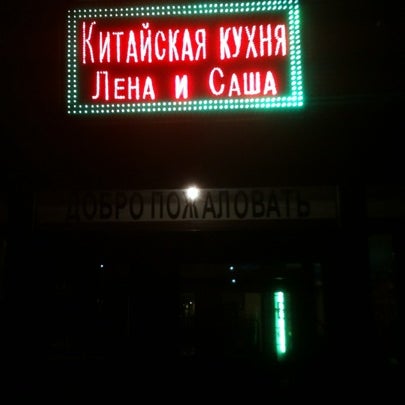 Китайская кухня
Лена и Саша
ДОБРО ПОЖАЛОВАТЬ